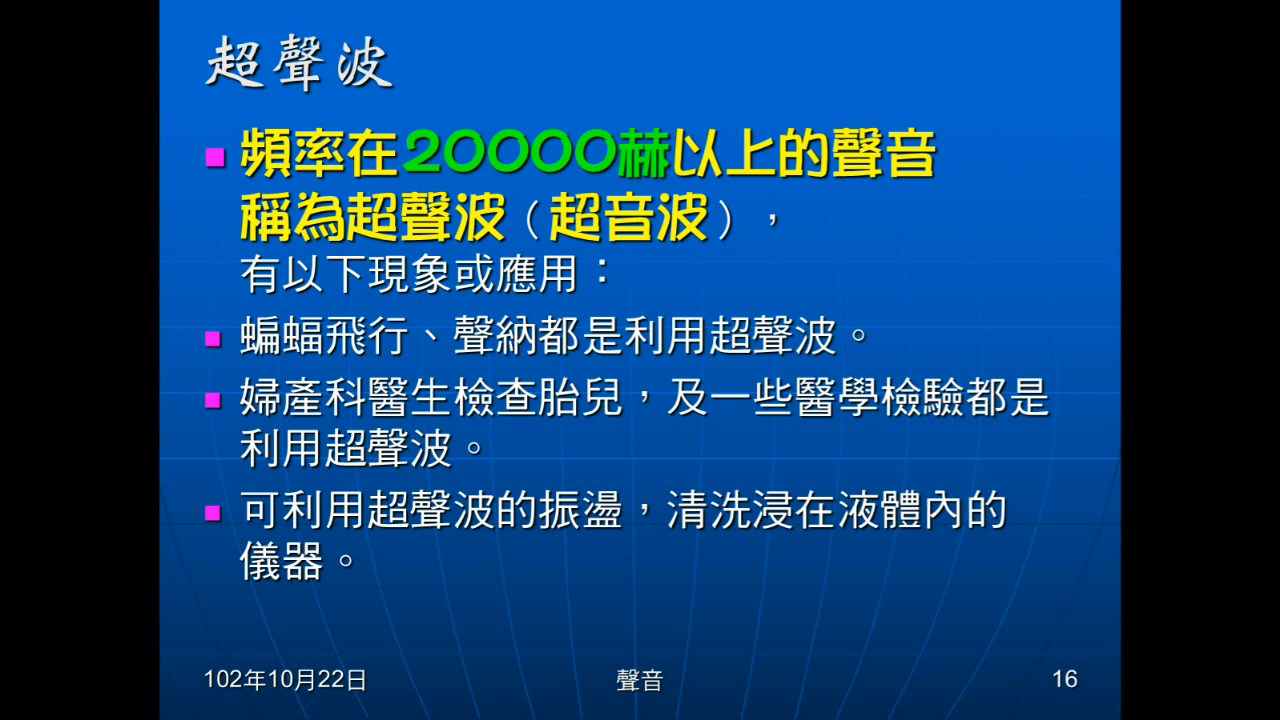 超聲波
頻率在20000赫以上的聲音
稱為超聲波（超音波），
有以下現象或應用：
蝙蝠飛行、聲納都是利用超聲波。
婦產科醫生檢查胎兒，及一些醫學檢驗都是
利用超聲波。
可利用超聲波的振盪，清洗浸在液體內的
儀器。
102年10月22日
聲音
16